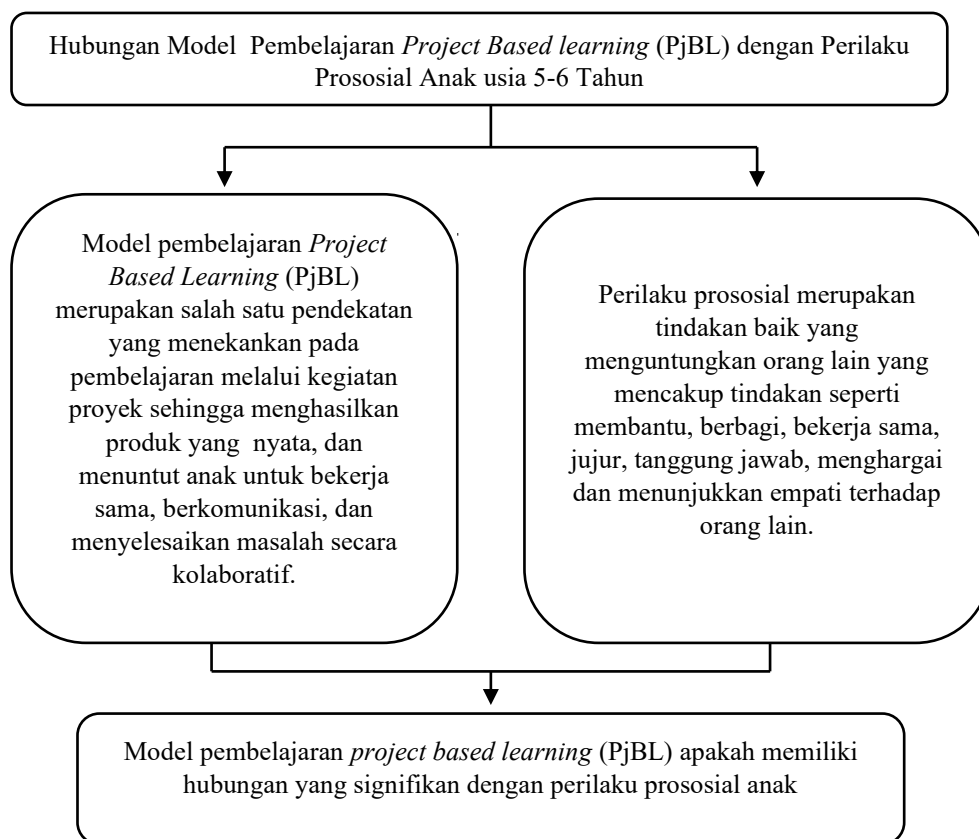 Hubungan Model  Pembelajaran Project Based learning (PjBL) dengan Perilaku
Prososial Anak usia 5-6 Tahun
Model pembelajaran Project
Based Learning (PjBL)
merupakan salah satu pendekatan
yang menekankan pada
pembelajaran melalui kegiatan
proyek sehingga menghasilkan
produk yang  nyata, dan
menuntut anak untuk bekerja
sama, berkomunikasi, dan
menyelesaikan masalah secara
kolaboratif.
Perilaku prososial merupakan
tindakan baik yang
menguntungkan orang lain yang
mencakup tindakan seperti
membantu, berbagi, bekerja sama,
jujur, tanggung jawab, menghargai
dan menunjukkan empati terhadap
orang lain.
Model pembelajaran project based learning (PjBL) apakah memiliki
hubungan yang signifikan dengan perilaku prososial anak